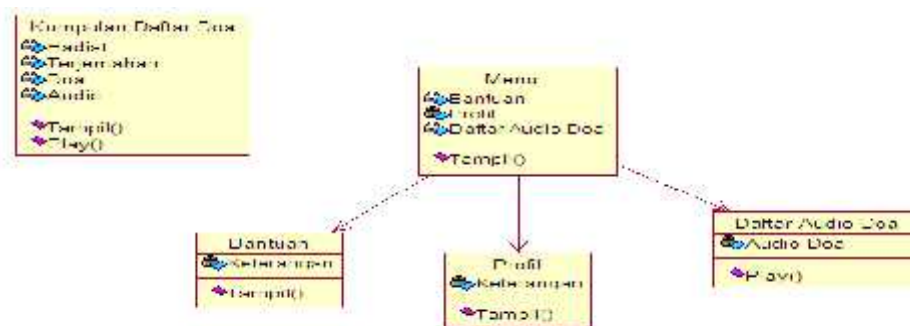 Kumpulan Daftar Doa
Hadist
Terjemahan
Doa
Audio
Tampil()
Play()
Menu
Bantuan
Profil
Daftar Audio Doa
Tampil()
Bantuan
Keterangan
Tampil()
Profil
Keterangan
Tampil()
Daftar Audio Doa
Audio Doa
Play()